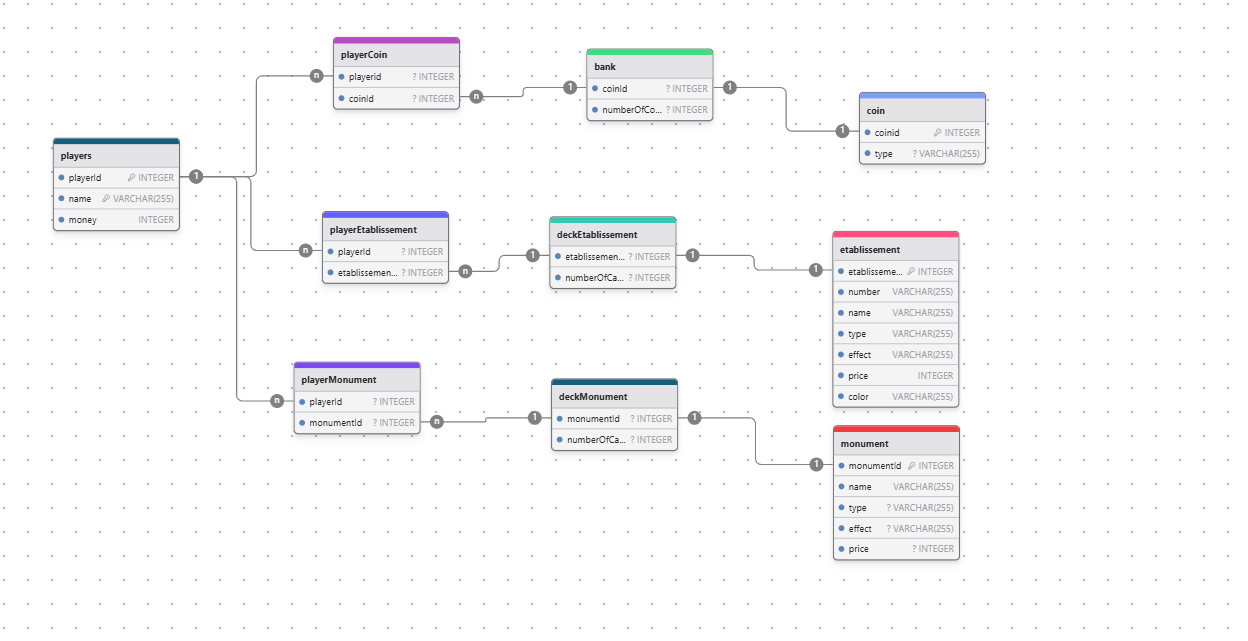 playerCoin
playerid ? INTEGER
coinId ? INTEGER
n
n
bank
coinId ? INTEGER
numberOfCo... ? INTEGER
1
1
coin
coinid INTEGER
type ? VARCHAR(255)
1
players
playerId INTEGER
name VARCHAR(255)
money INTEGER
1
playerEtablissement
playerId ? INTEGER
etablissemen... ? INTEGER
n
n
deckEtablissement
etablissemen... ? INTEGER
numberOfCa... ? INTEGER
1
1
etablissement
etablisseme... INTEGER
number VARCHAR(255)
name VARCHAR(255)
type VARCHAR(255)
effect VARCHAR(255)
price INTEGER
color VARCHAR(255)
1
playerMonument
playerId ? INTEGER
monumentId ? INTEGER
n
n
deckMonument
monumentId ? INTEGER
numberOfCa... ? INTEGER
1
1
monument
monumentId INTEGER
name VARCHAR(255)
type ? VARCHAR(255)
effect ? VARCHAR(255)
price ? INTEGER
1